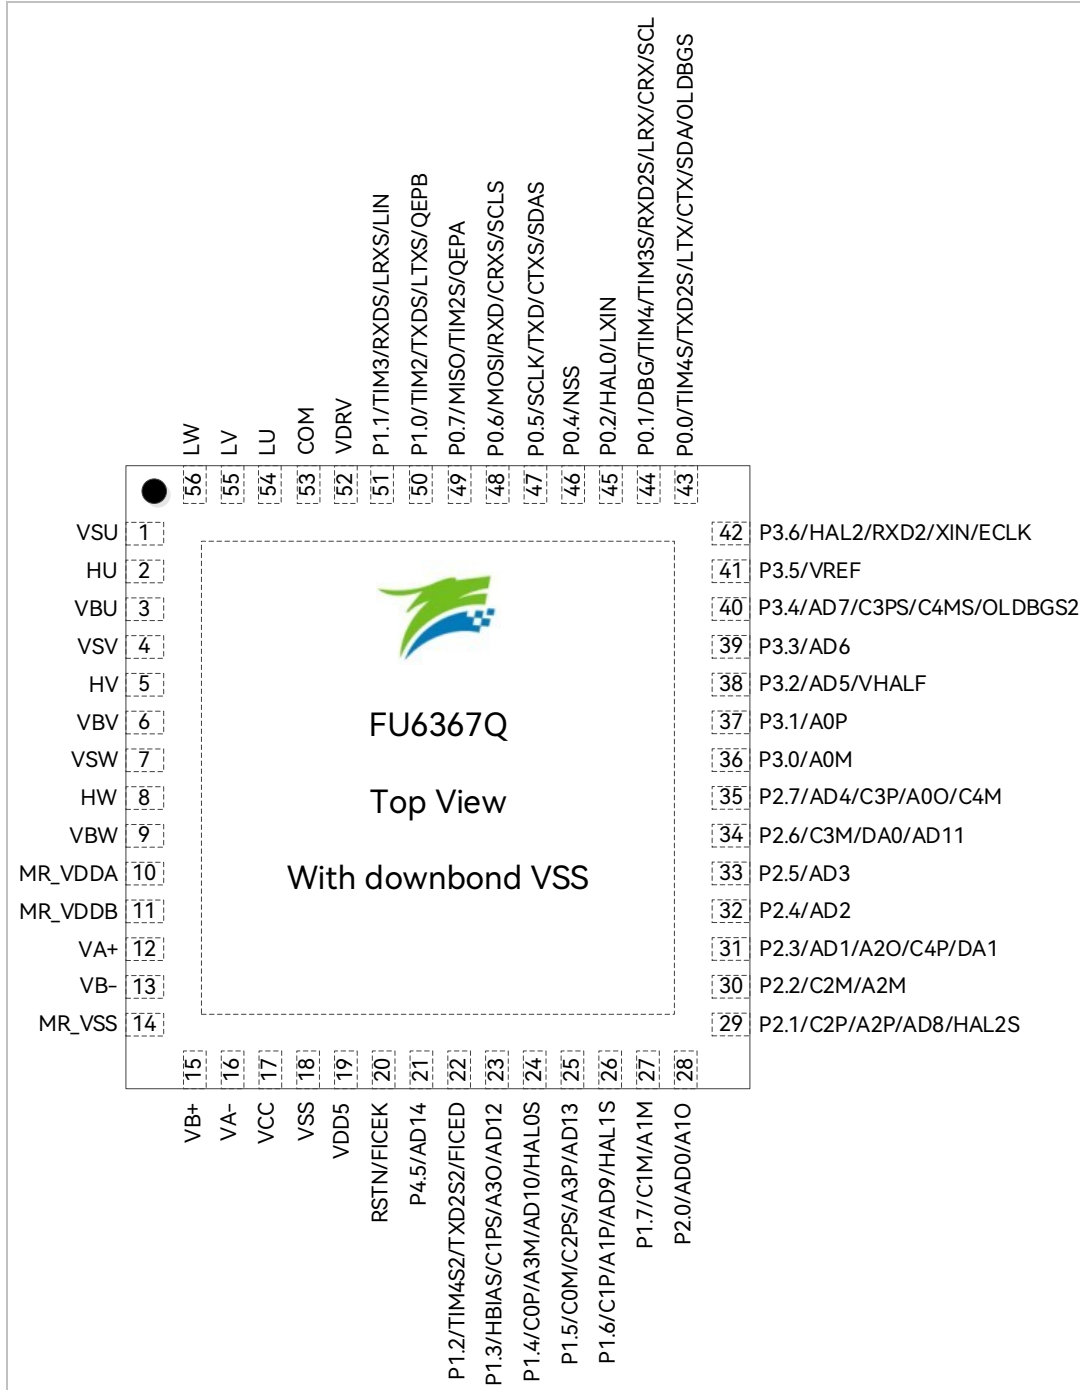 LW
LV
LU
COM
VDRV
P1.1/TIM3/RXDS/LRXS/LIN
P1.0/TIM2/TXDS/LTXS/QEPB
P0.7/MISO/TIM2S/QEPA
P0.6/MOSI/RXD/CRXS/SCLS
P0.5/SCLK/TXD/CTXS/SDAS
P0.4/NSS
P0.2/HAL0/LXIN
P0.1/DBG/TIM4/TIM3S/RXD2S/LRX/CRX/SCL
P0.0/TIM4S/TXD2S/LTX/CTX/SDA/OLDBGS
56
55
54
53
52
51
50
49
48
47
46
45
44
43
VSU 1
HU 2
VBU 3
VSV 4
HV 5
VBV 6
VSW 7
HW 8
VBW 9
MR_VDDA 10
MR_VDDB 11
VA+ 12
VB- 13
MR_VSS 14
FU6367Q
Top View
With downbond VSS
42 P3.6/HAL2/RXD2/XIN/ECLK
41 P3.5/VREF
40 P3.4/AD7/C3PS/C4MS/OLDBGS2
39 P3.3/AD6
38 P3.2/AD5/VHALF
37 P3.1/A0P
36 P3.0/A0M
35 P2.7/AD4/C3P/A0O/C4M
34 P2.6/C3M/DA0/AD11
33 P2.5/AD3
32 P2.4/AD2
31 P2.3/AD1/A2O/C4P/DA1
30 P2.2/C2M/A2M
29 P2.1/C2P/A2P/AD8/HAL2S
15
16
17
18
19
20
21
22
23
24
25
26
27
28
VB+
VA-
VCC
VSS
VDD5
RSTN/FICEK
P4.5/AD14
P1.2/TIM4S2/TXD2S2/FICED
P1.3/HBIAS/C1PS/A3O/AD12
P1.4/C0P/A3M/AD10/HAL0S
P1.5/C0M/C2PS/A3P/AD13
P1.6/C1P/A1P/AD9/HAL1S
P1.7/C1M/A1M
P2.0/AD0/A1O